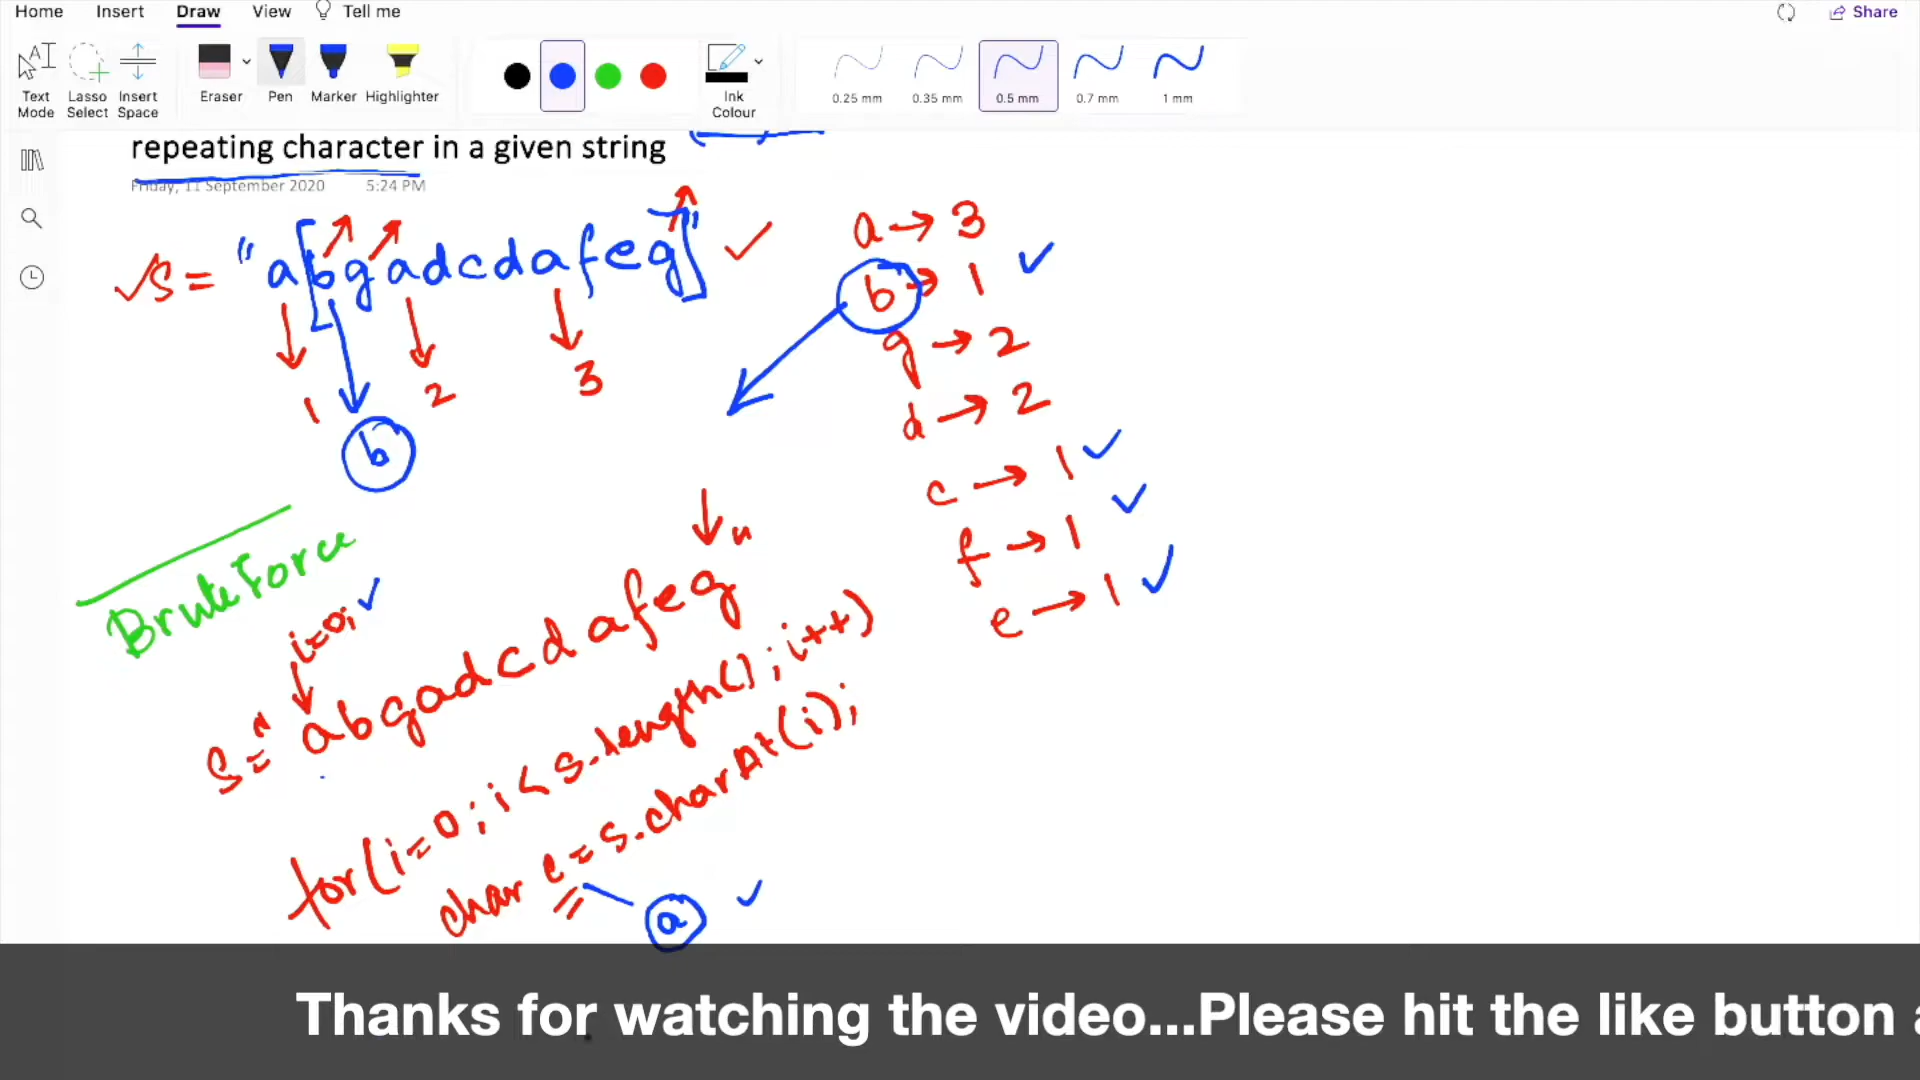 Home Insert Draw View Tell me Share
Text Mode Lasso Select Insert Space Eraser Pen Marker Highlighter Ink Colour 0.25 mm 0.35 mm 0.5 mm 0.7 mm 1 mm
repeating character in a given string
Friday, 11 September 2020 5:24 PM
S = "abgadcdafeg"
1 2 3
b
a → 3
b → 1
g → 2
d → 2
c → 1
f → 1
e → 1
BruteForce
i=0;
n
S = " abgadcdafeg
for(i=0; i<s.length(); i++)
char c = s.charAt(i);
a
Thanks for watching the video...Please hit the like button a